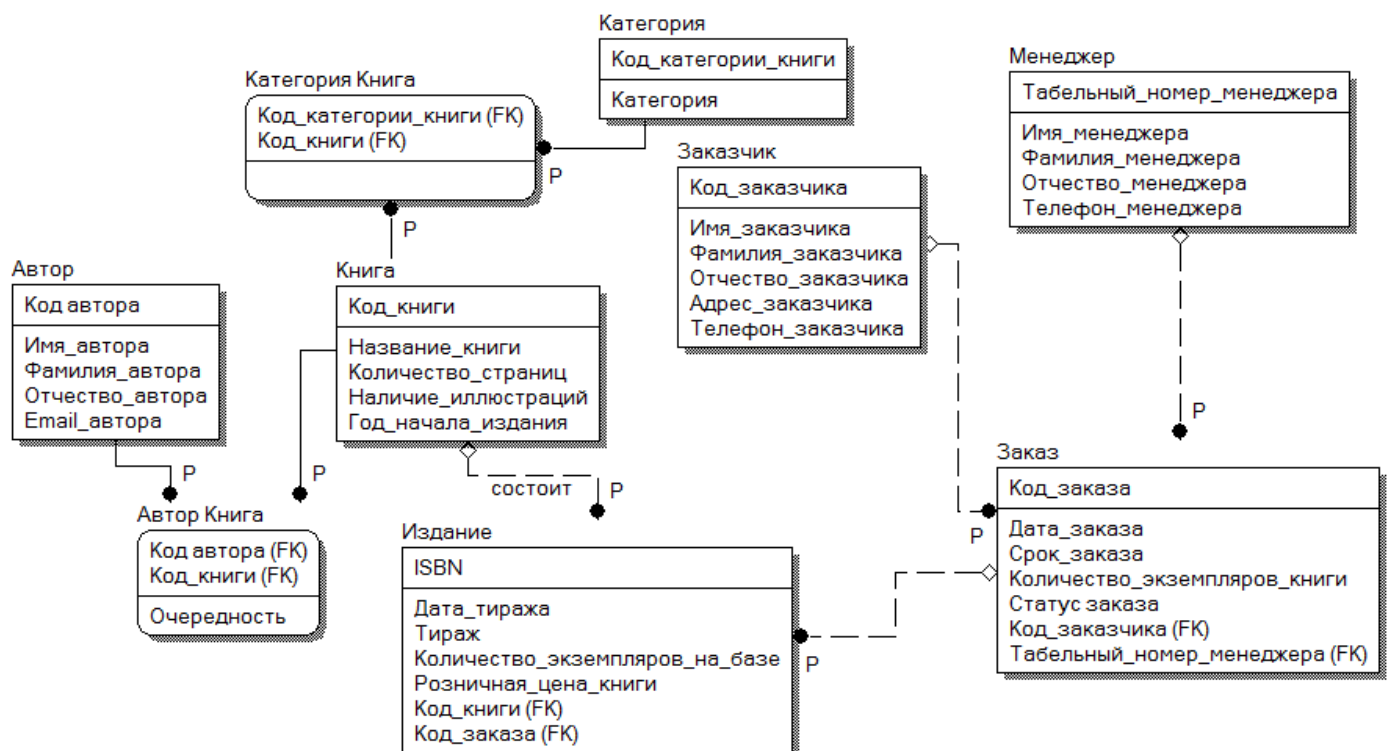 Категория
Код_категории_книги
Категория
Менеджер
Табельный_номер_менеджера
Имя_менеджера
Фамилия_менеджера
Отчество_менеджера
Телефон_менеджера
Категория Книга
Код_категории_книги (FK)
Код_книги (FK)
P
P
Заказчик
Код_заказчика
Имя_заказчика
Фамилия_заказчика
Отчество_заказчика
Адрес_заказчика
Телефон_заказчика
Автор
Код автора
Имя_автора
Фамилия_автора
Отчество_автора
Email_автора
Книга
Код_книги
Название_книги
Количество_страниц
Наличие_иллюстраций
Год_начала_издания
P
P
P
состоит
P
Автор Книга
Код автора (FK)
Код_книги (FK)
Очередность
Заказ
Код_заказа
Дата_заказа
Срок_заказа
Количество_экземпляров_книги
Статус заказа
Код_заказчика (FK)
Табельный_номер_менеджера (FK)
P
P
Издание
ISBN
Дата_тиража
Тираж
Количество_экземпляров_на_базе
Розничная_цена_книги
Код_книги (FK)
Код_заказа (FK)